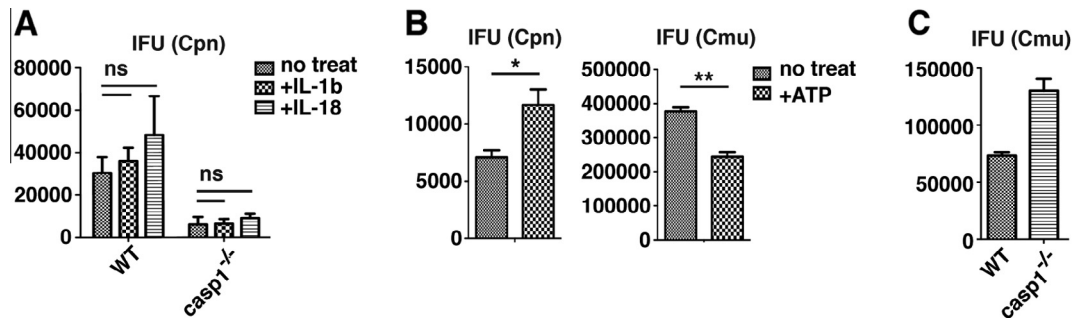 A
IFU (Cpn)
80000
60000
40000
20000
0
ns
ns
no treat
+IL-1b
+IL-18
WT
casp1-/-
B
IFU (Cpn)
15000
10000
5000
0
*
IFU (Cmu)
500000
400000
300000
200000
100000
0
**
no treat
+ATP
C
IFU (Cmu)
150000
100000
50000
0
WT
casp1-/-